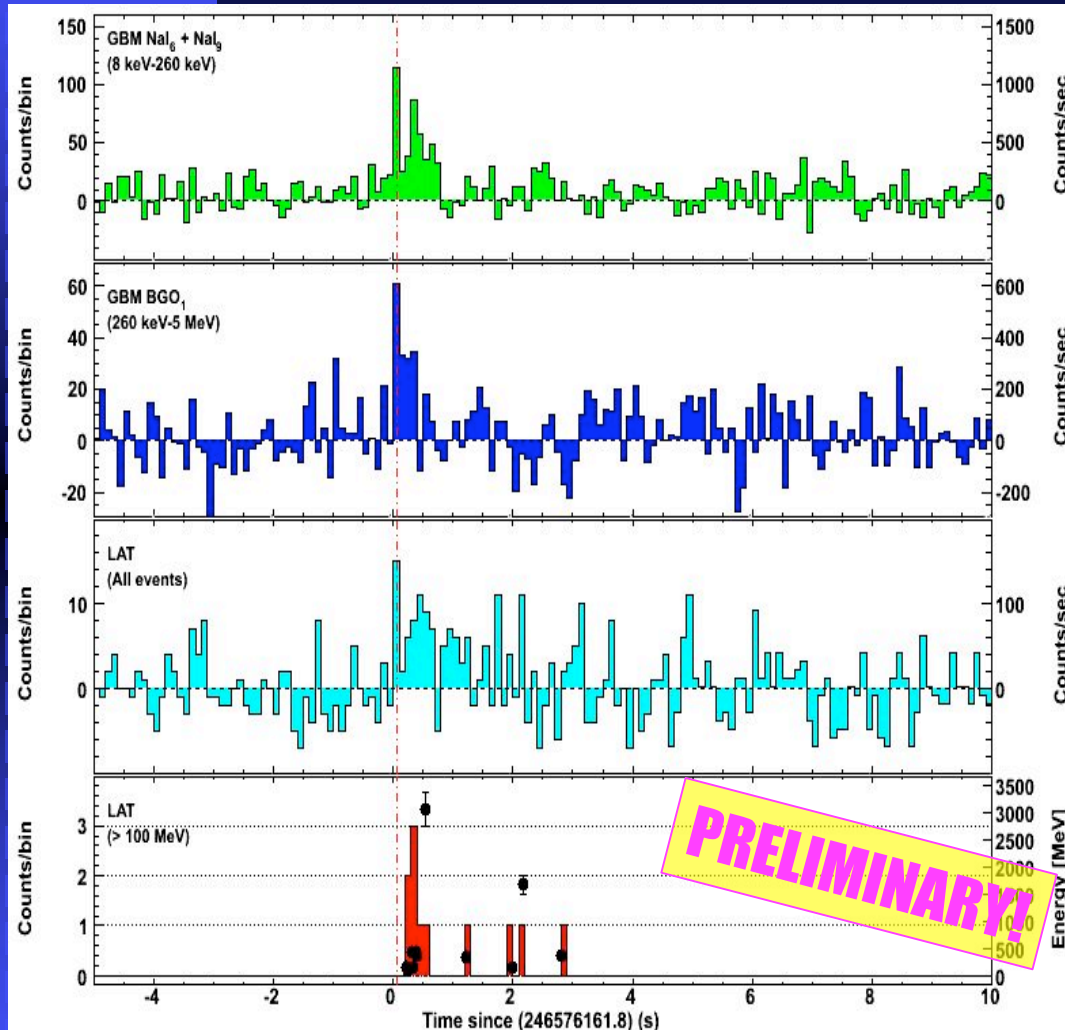 GBM NaI6 + NaI9
(8 keV-260 keV)
Counts/bin
150
100
50
0
1500
1000
500
0
Counts/sec
GBM BGO1
(260 keV-5 MeV)
Counts/bin
60
40
20
0
-20
600
400
200
0
-200
Counts/sec
LAT
(All events)
Counts/bin
10
0
100
0
Counts/sec
LAT
(> 100 MeV)
Counts/bin
3
2
1
0
3500
3000
2500
2000
500
0
Energy [MeV]
PRELIMINARY!
-4
-2
0
2
4
6
8
10
Time since (246576161.8) (s)